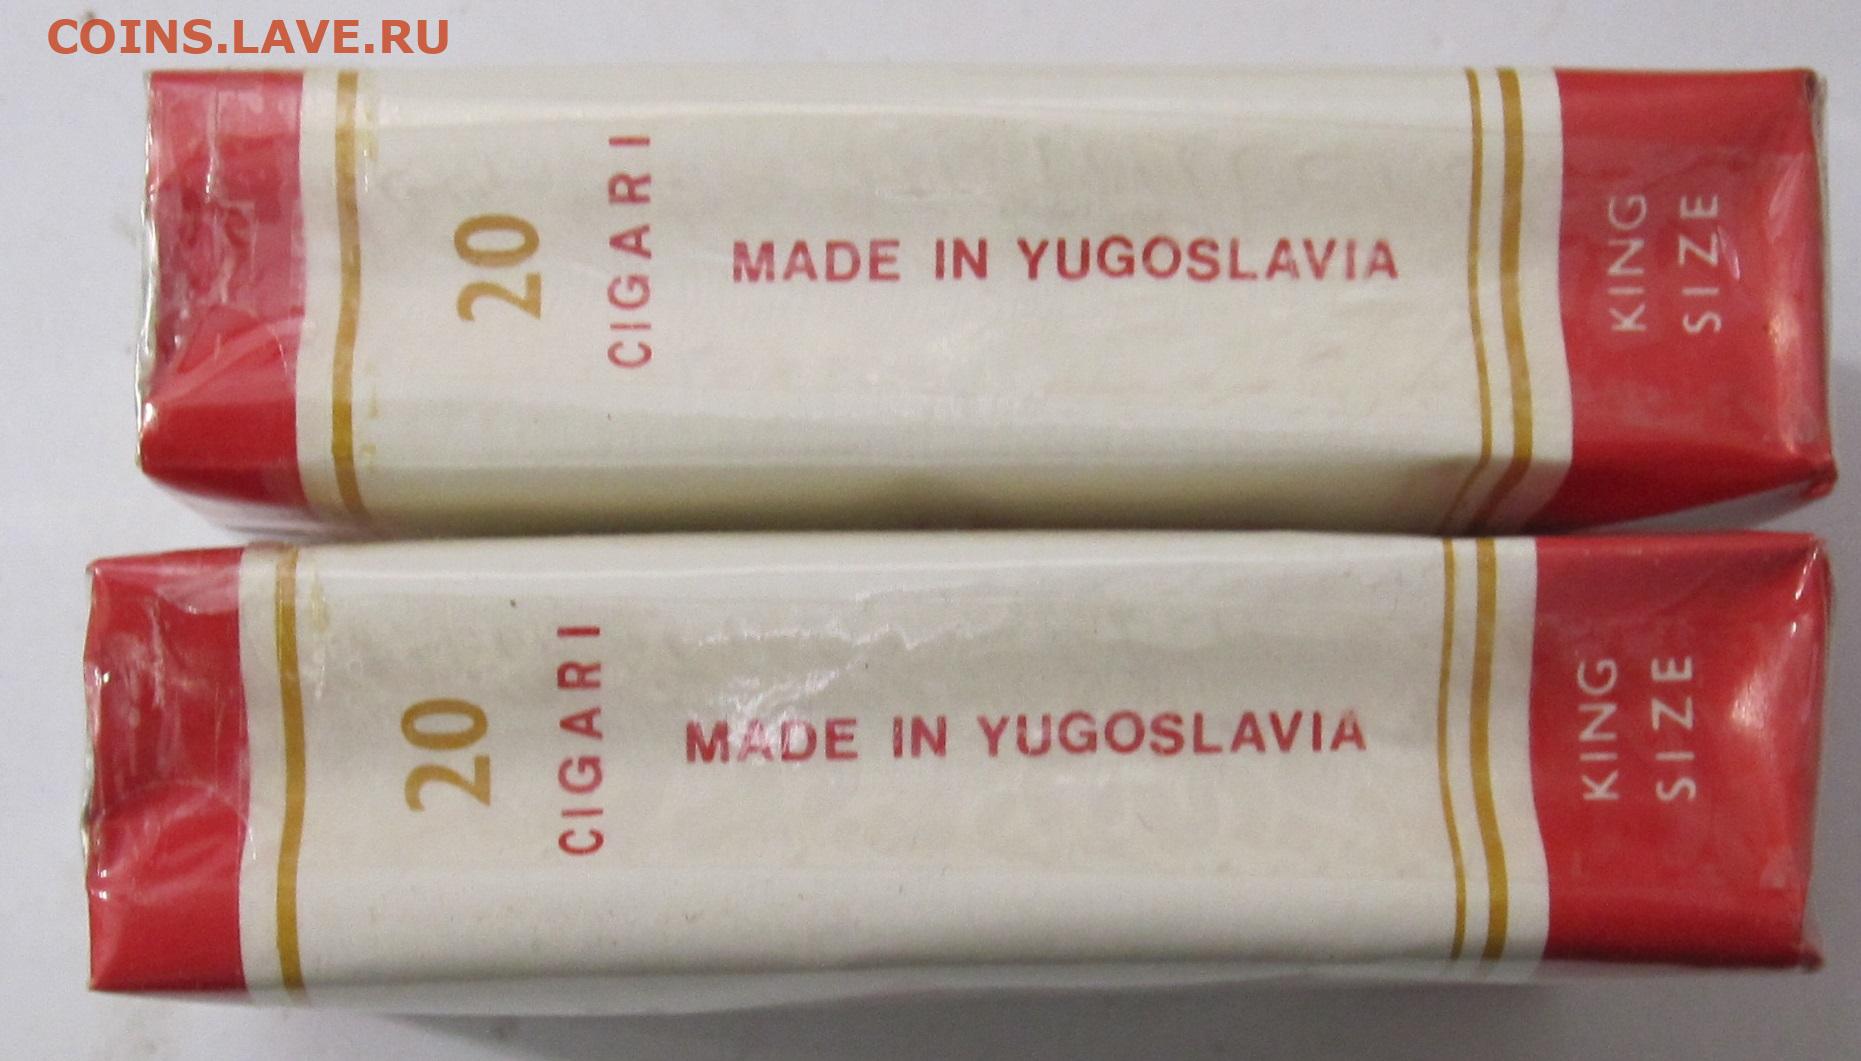 COINS.LAVE.RU
20
CIGARI
MADE IN YUGOSLAVIA
KING
SIZE
20
CIGARI
MADE IN YUGOSLAVIA
KING
SIZE